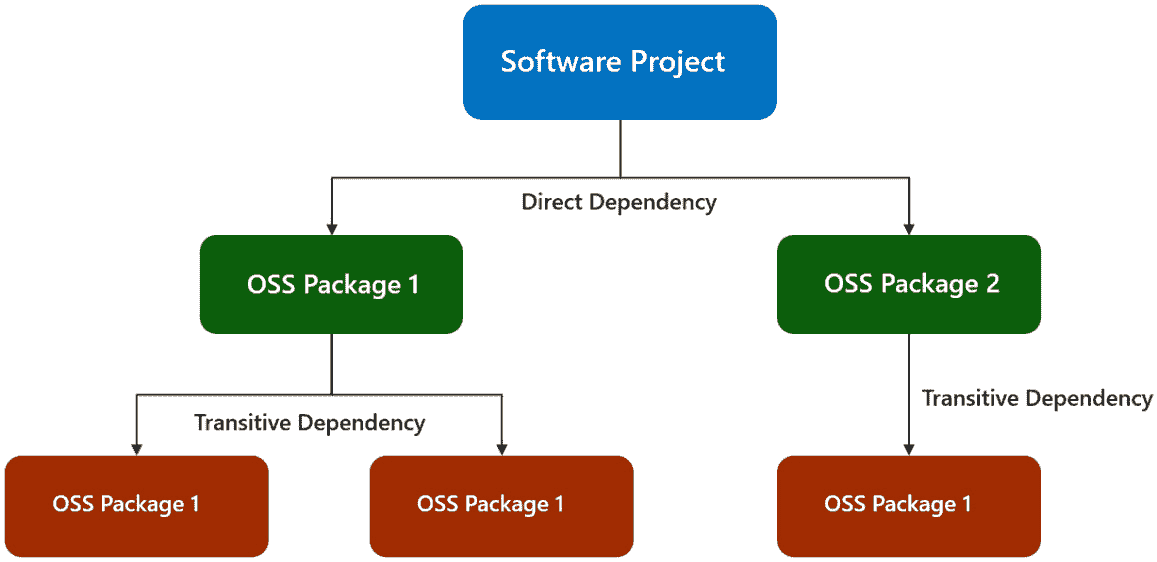 Software Project
Direct Dependency
OSS Package 1
OSS Package 2
Transitive Dependency
Transitive Dependency
OSS Package 1
OSS Package 1
OSS Package 1